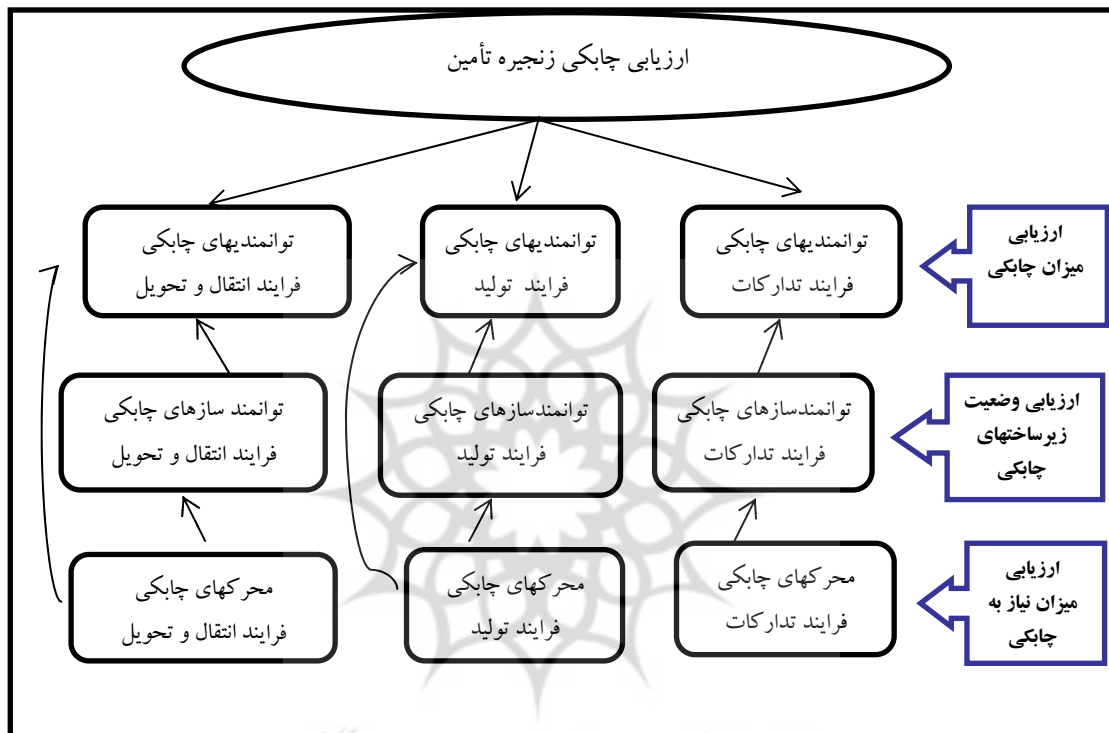 ارزیابی چابکی زنجیره تأمین
ارزیابی
میزان چابکی
توانمندیهای چابکی
فرایند تدارکات
توانمندیهای چابکی
فرایند تولید
توانمندیهای چابکی
فرایند انتقال و تحویل
ارزیابی وضعیت
زیرساختهای
چابکی
توانمندسازهای چابکی
فرایند تدارکات
توانمندسازهای چابکی
فرایند تولید
توانمند سازهای چابکی
فرایند انتقال و تحویل
ارزیابی
میزان نیاز به
چابکی
محرکهای چابکی
فرایند تدارکات
محرکهای چابکی
فرایند تولید
محرکهای چابکی
فرایند انتقال و تحویل